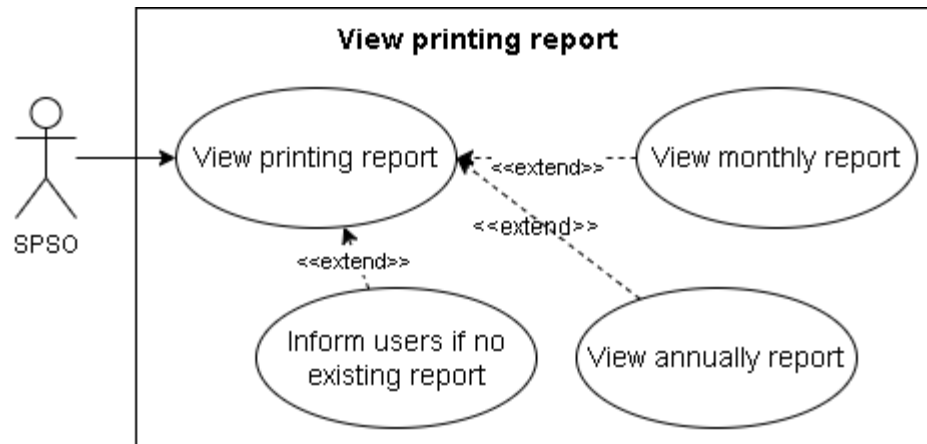 View printing report
View printing report
<<extend>>
View monthly report
SPSO
<<extend>>
<<extend>>
Inform users if no
existing report
View annually report